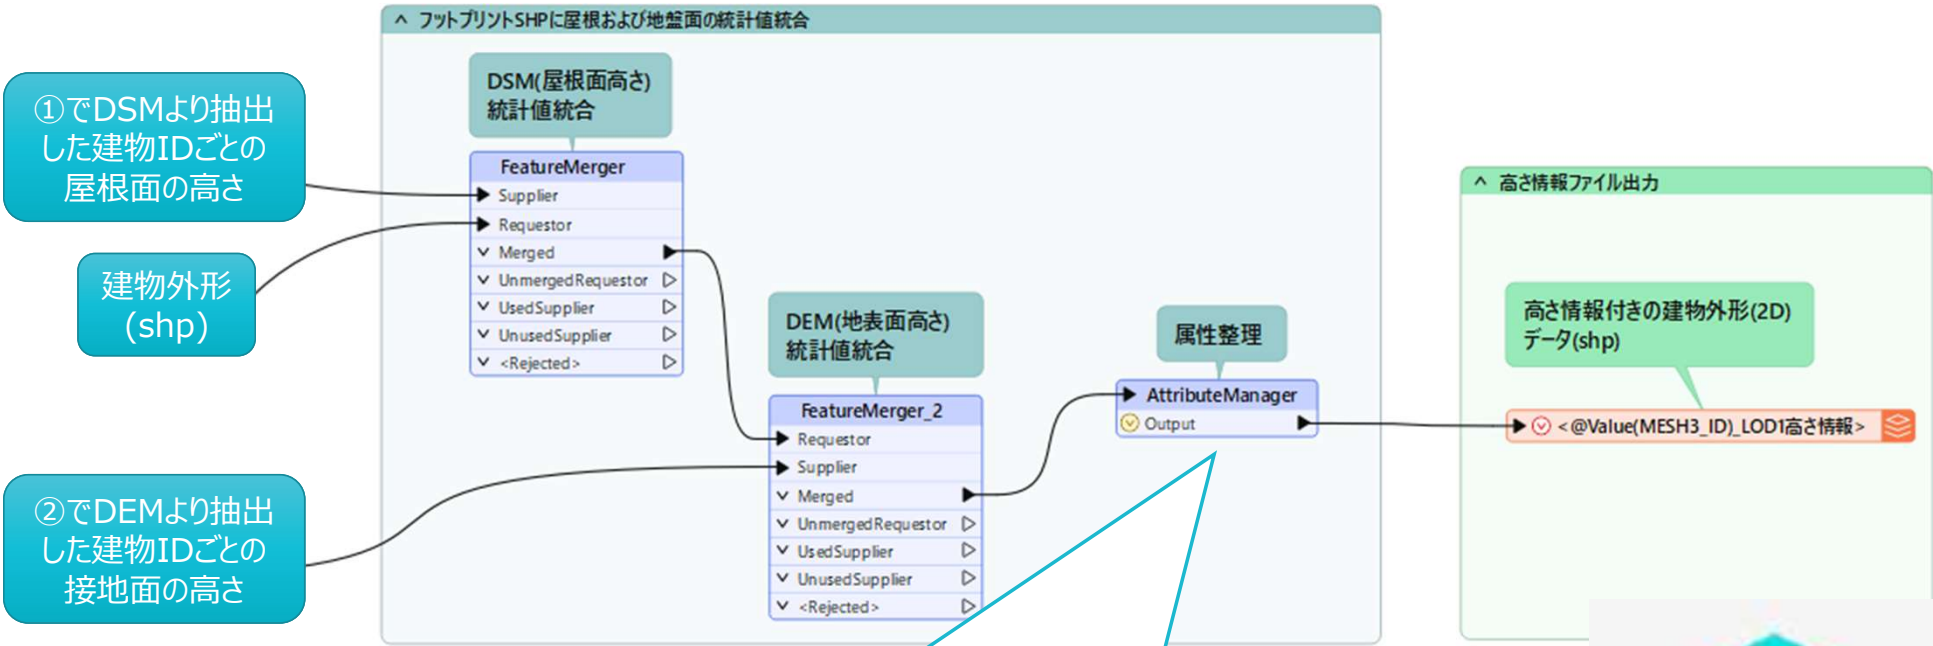 ^ フットプリントSHPに屋根および地盤面の統計値統合
DSM(屋根面高さ)
統計値統合
①でDSMより抽出
した建物IDごとの
屋根面の高さ
FeatureMerger
Supplier
Requestor
Merged
UnmergedRequestor
UsedSupplier
UnusedSupplier
<Rejected>
建物外形
(shp)
DEM(地表面高さ)
統計値統合
FeatureMerger_2
Requestor
Supplier
Merged
UnmergedRequestor
UsedSupplier
UnusedSupplier
<Rejected>
②でDEMより抽出
した建物IDごとの
接地面の高さ
属性整理
AttributeManager
Output
^ 高さ情報ファイル出力
高さ情報付きの建物外形(2D)
データ(shp)
<@Value(MESH3_ID)_LOD1高さ情報>